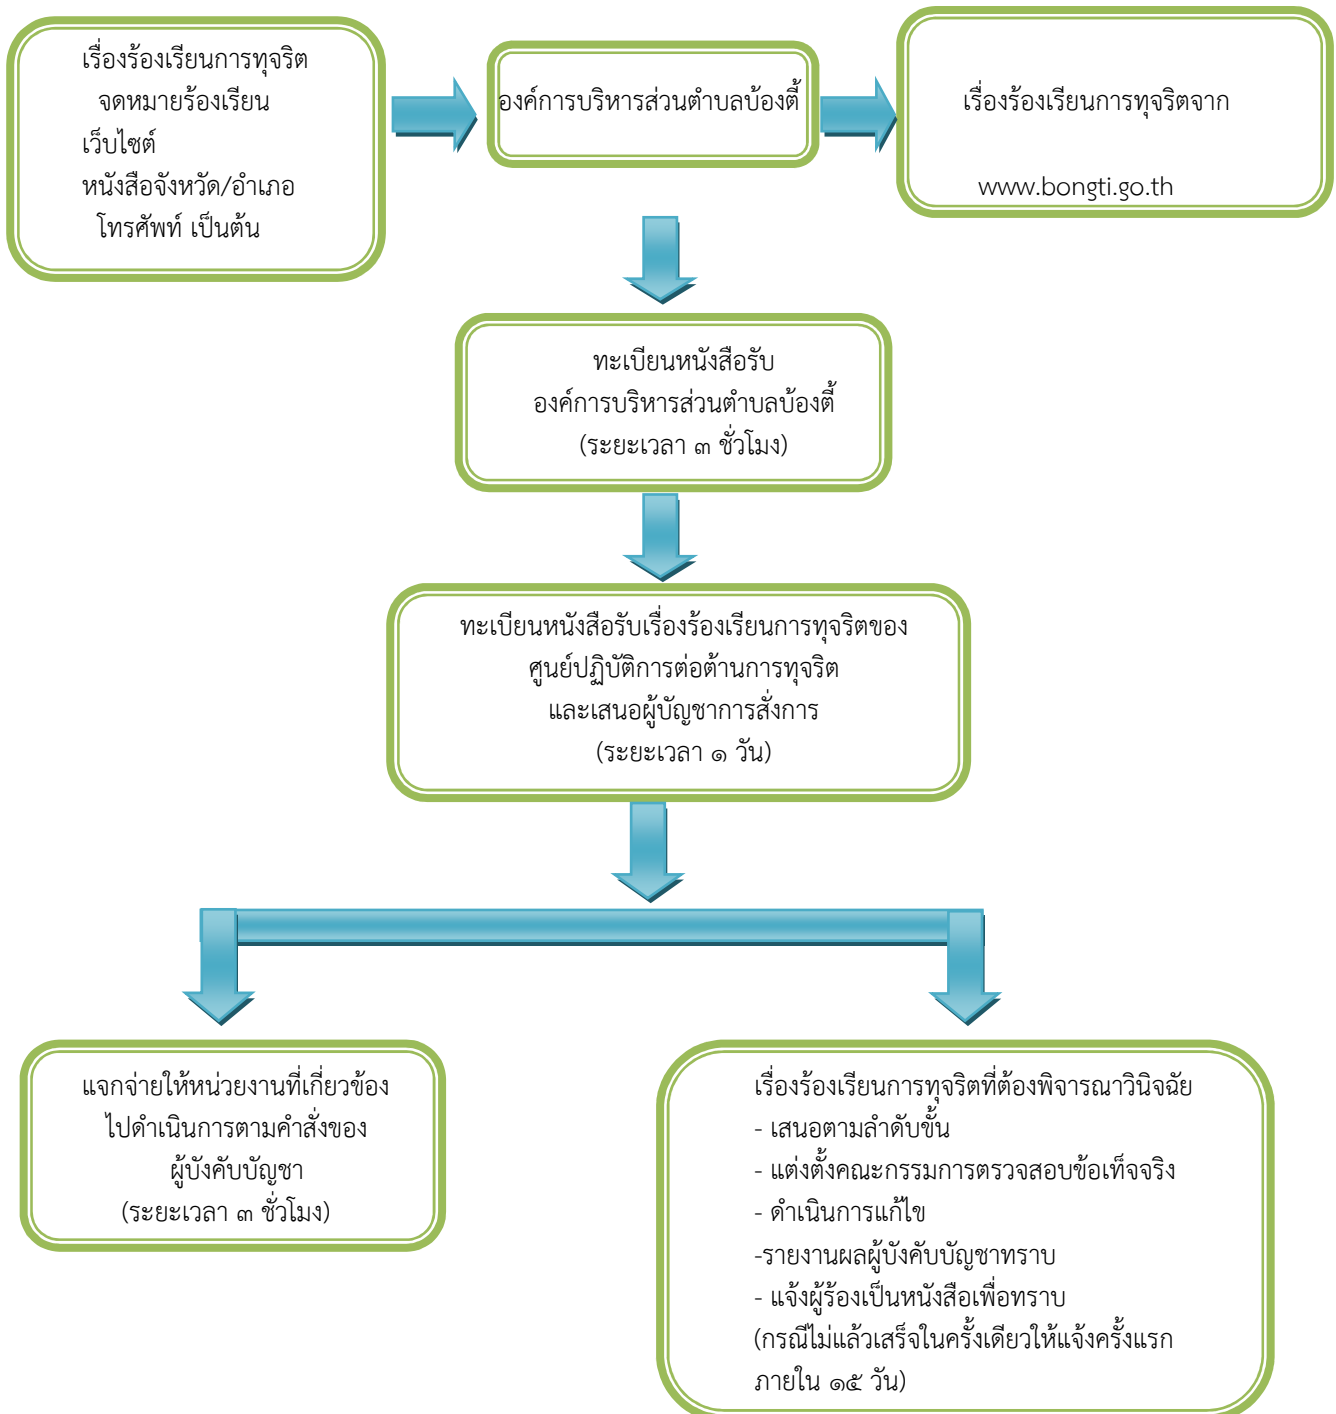 เรื่องร้องเรียนการทุจริต
จดหมายร้องเรียน
เว็บไซต์
หนังสือจังหวัด/อำเภอ
โทรศัพท์ เป็นต้น
องค์การบริหารส่วนตำบลบ้องตี้
เรื่องร้องเรียนการทุจริตจาก
www.bongti.go.th
ทะเบียนหนังสือรับ
องค์การบริหารส่วนตำบลบ้องตี้
(ระยะเวลา ๓ ชั่วโมง)
ทะเบียนหนังสือรับเรื่องร้องเรียนการทุจริตของ
ศูนย์ปฏิบัติการต่อต้านการทุจริต
และเสนอผู้บัญชาการสั่งการ
(ระยะเวลา ๑ วัน)
แจกจ่ายให้หน่วยงานที่เกี่ยวข้อง
ไปดำเนินการตามคำสั่งของ
ผู้บังคับบัญชา
(ระยะเวลา ๓ ชั่วโมง)
เรื่องร้องเรียนการทุจริตที่ต้องพิจารณาวินิจฉัย
- เสนอตามลำดับขั้น
- แต่งตั้งคณะกรรมการตรวจสอบข้อเท็จจริง
- ดำเนินการแก้ไข
-รายงานผลผู้บังคับบัญชาทราบ
- แจ้งผู้ร้องเป็นหนังสือเพื่อทราบ
(กรณีไม่แล้วเสร็จในครั้งเดียวให้แจ้งครั้งแรก
ภายใน ๑๕ วัน)